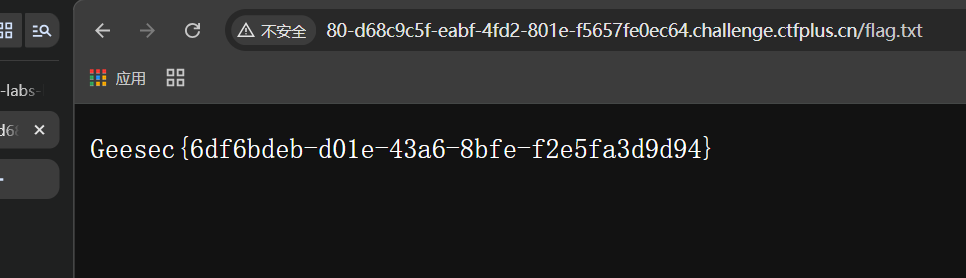 不安全 80-d68c9c5f-eabf-4fd2-801e-f5657fe0ec64.challenge.ctfplus.cn/flag.txt
应用
-labs-
d68
Geesec{6df6bdeb-d01e-43a6-8bfe-f2e5fa3d9d94}